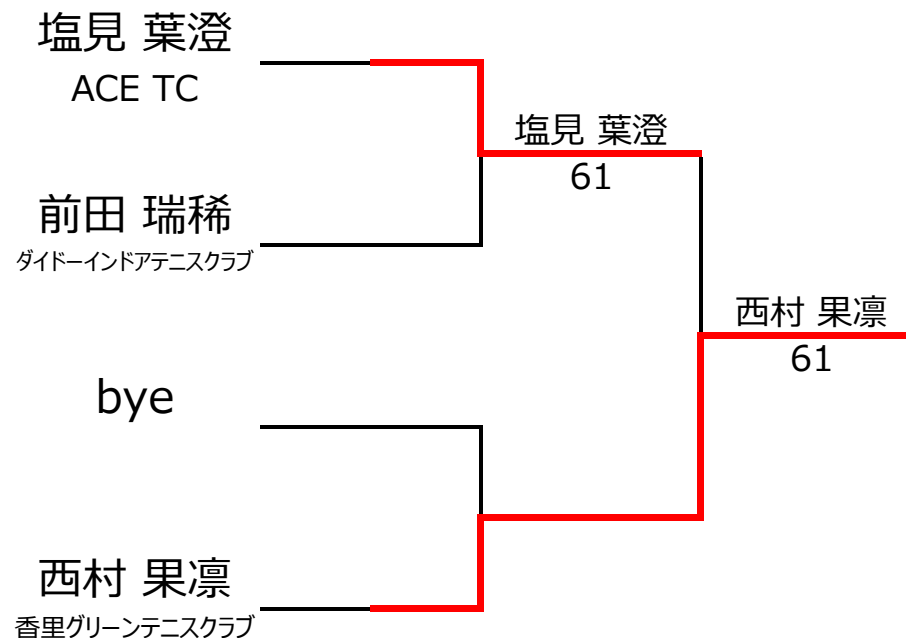 塩見 葉澄
ACE TC
塩見 葉澄
61
前田 瑞稀
ダイドーインドアテニスクラブ
西村 果凛
61
bye
西村 果凛
香里グリーンテニスクラブ